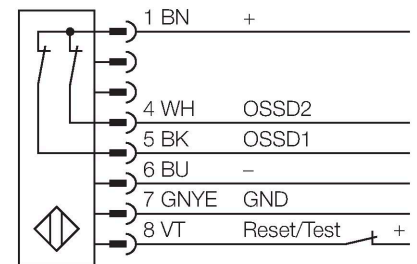 1 BN +
4 WH OSSD2
5 BK OSSD1
6 BU –
7 GNYE GND
8 VT Reset/Test +